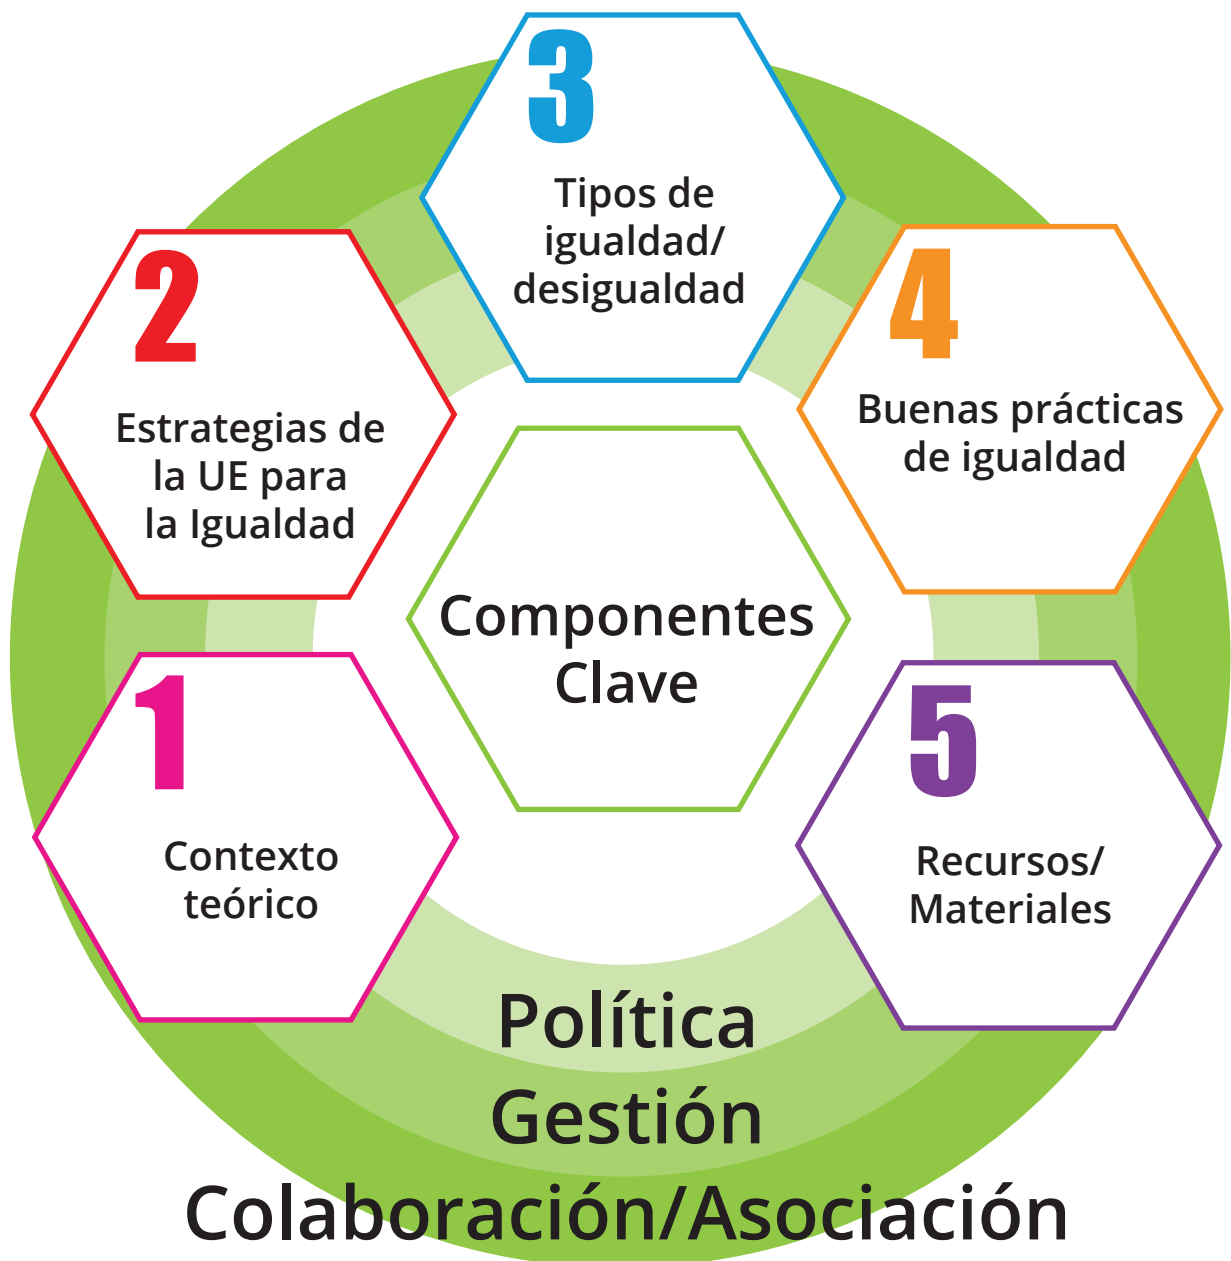 3
Tipos de
igualdad/
desigualdad
2
Estrategias de
la UE para
la Igualdad
4
Buenas prácticas
de igualdad
Componentes
Clave
1
Contexto
teórico
5
Recursos/
Materiales
Política
Gestión
Colaboración/Asociación